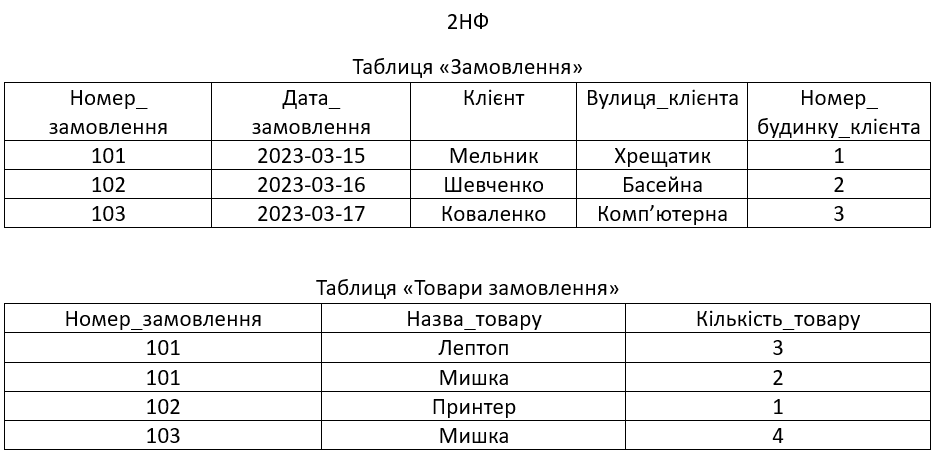 2НФ
Таблиця «Замовлення»
Номер_ Дата_ Клієнт Вулиця_клієнта Номер_
замовлення замовлення будинку_клієнта
101 2023-03-15 Мельник Хрещатик 1
102 2023-03-16 Шевченко Басейна 2
103 2023-03-17 Коваленко Комп’ютерна 3
Таблиця «Товари замовлення»
Номер_замовлення Назва_товару Кількість_товару
101 Лептоп 3
101 Мишка 2
102 Принтер 1
103 Мишка 4